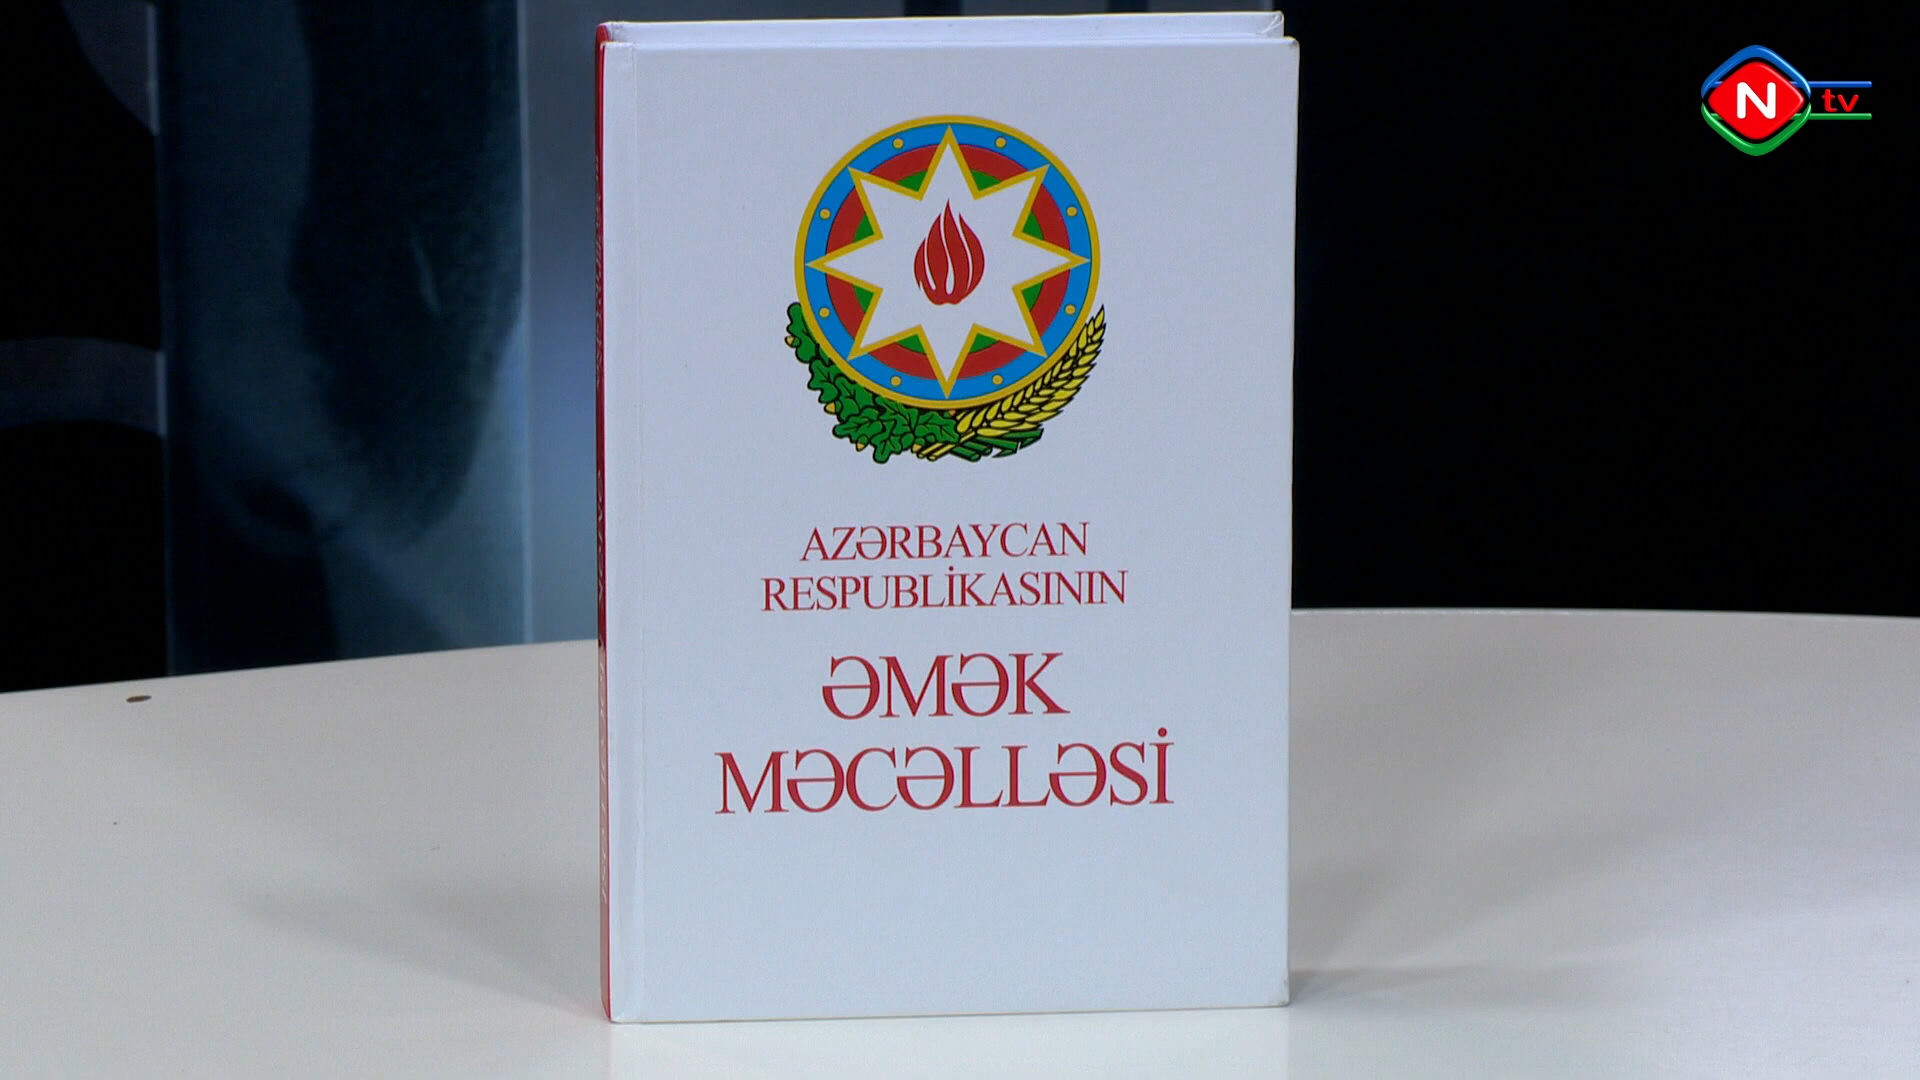 N tv
AZƏRBAYCAN
RESPUBLİKASININ
ƏMƏK
MƏCƏLLƏSİ